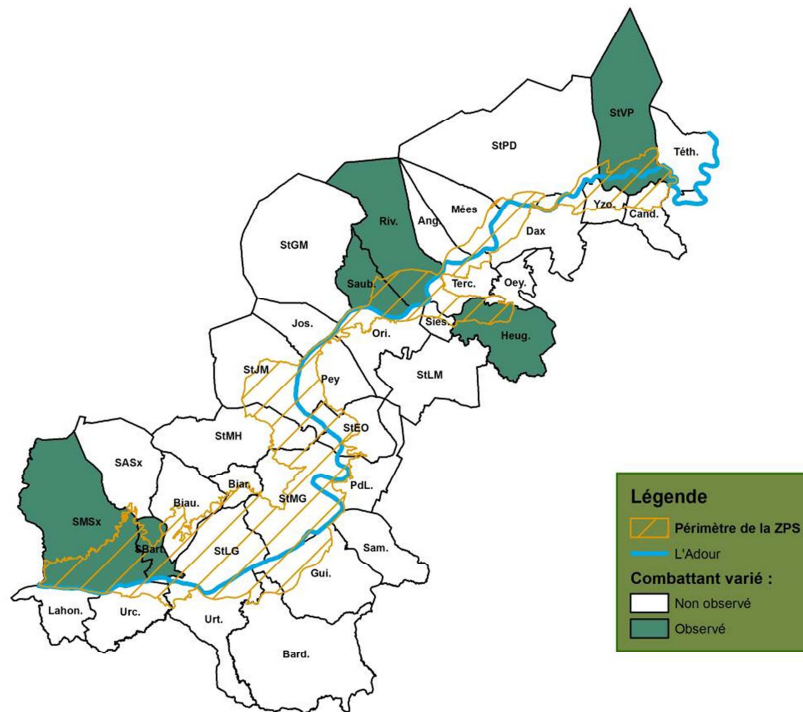 StVP
StPD
Téth.
Mées
Riv.
Ang.
Yzo.
Cand.
Dax
StGM
Saub.
Terc.
Oey.
Jos.
Ori.
Sies.
Heug.
StJM
Pey
StLM
StMH
StEO
SASx
Biar.
StMG
PdL.
Biau.
SMSx
SBart.
StLG
Sam.
Gui.
Lahon.
Urc.
Urt.
Bard.
Légende
Périmètre de la ZPS
L'Adour
Combattant varié :
Non observé
Observé